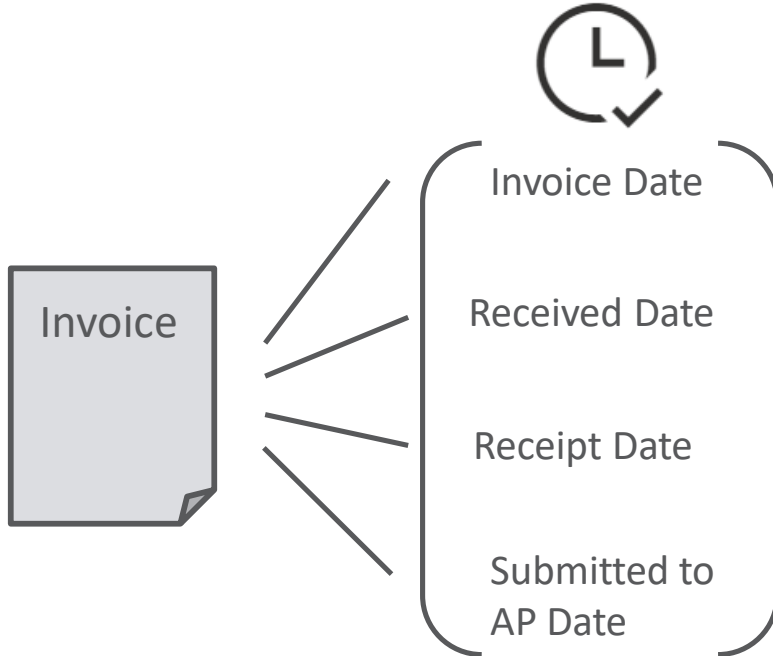 Invoice
Invoice Date
Received Date
Receipt Date
Submitted to
AP Date